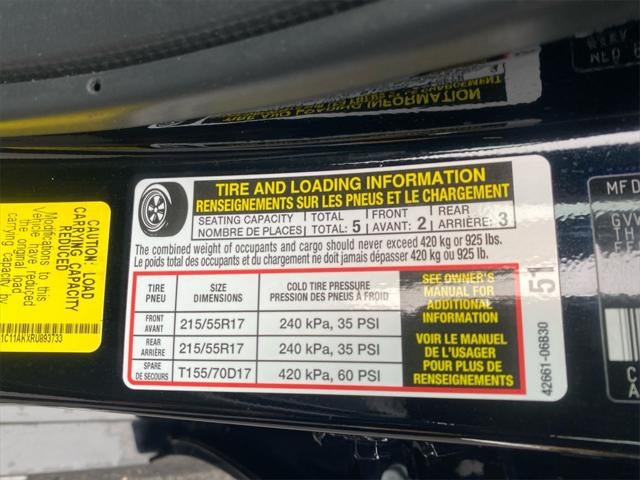 TIRE AND LOADING INFORMATION
RENSEIGNEMENTS SUR LES PNEUS ET LE CHARGEMENT
SEATING CAPACITY TOTAL FRONT REAR
NOMBRE DE PLACES TOTAL: 5 AVANT: 2 ARRIÈRE: 3
The combined weight of occupants and cargo should never exceed 420 kg or 925 lbs.
Le poids total des occupants et du chargement ne doit jamais dépasser 420 kg ou 925 lb.
TIRE SIZE COLD TIRE PRESSURE
PNEU DIMENSIONS PRESSION DES PNEUS À FROID
FRONT
AVANT 215/55R17 240 kPa, 35 PSI
REAR
ARRIÈRE 215/55R17 240 kPa, 35 PSI
SPARE
DE SECOURS T155/70D17 420 kPa, 60 PSI
SEE OWNER'S
MANUAL FOR
ADDITIONAL
INFORMATION
VOIR LE MANUEL
DE L'USAGER
POUR PLUS DE
RENSEIGNEMENTS
51
42661-06B30
CAUTION: LOAD
CARRYING CAPACITY
REDUCED
Modifications to this
Vehicle have reduced
the original load
carrying capacity by
1C11AKXRU893733
MFD